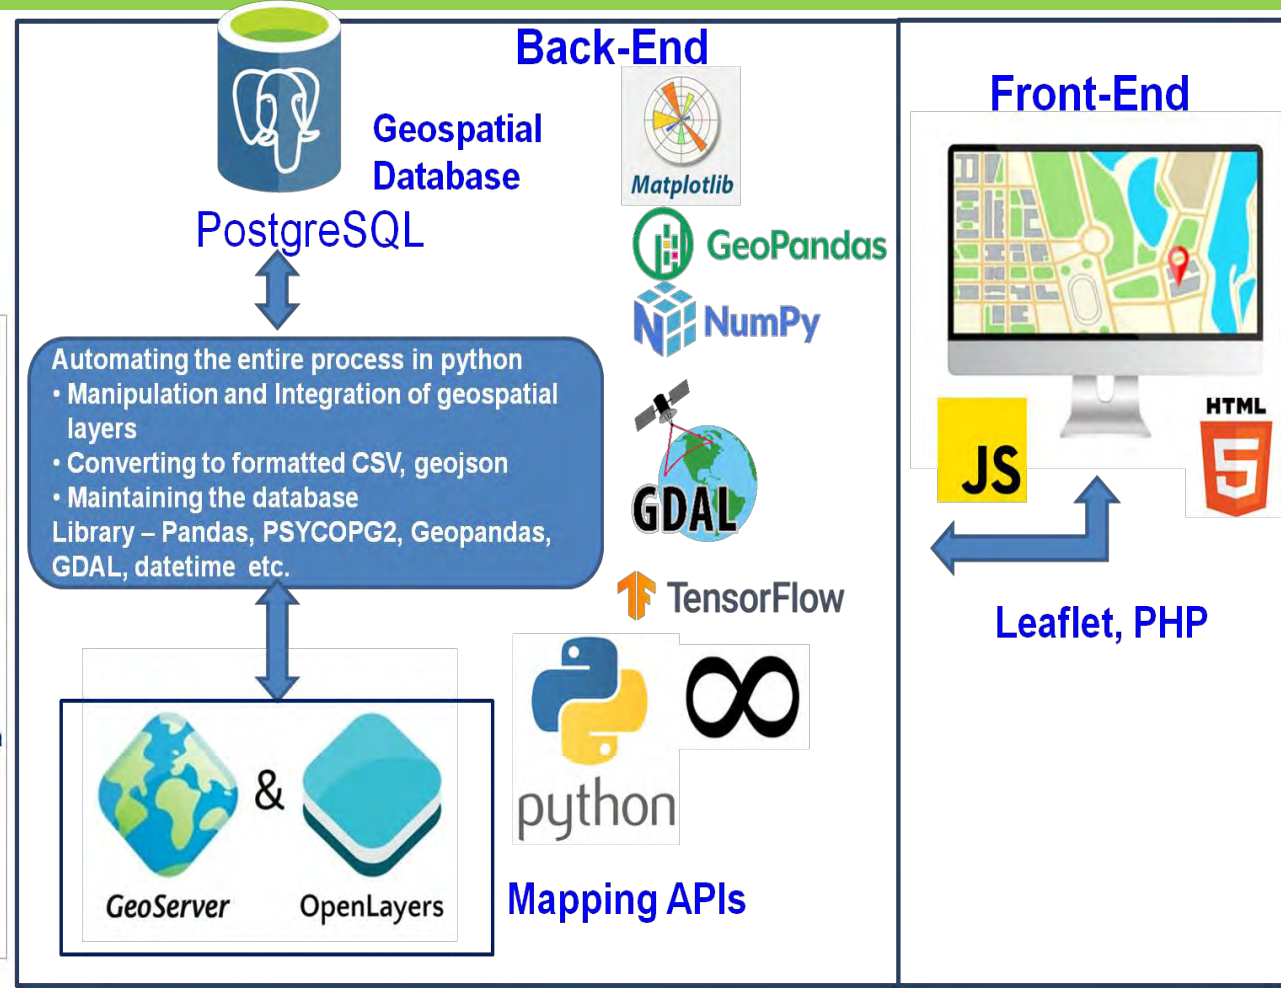 Back-End
Geospatial
Database
PostgreSQL
Matplotlib
GeoPandas
NumPy
Automating the entire process in python
• Manipulation and Integration of geospatial
layers
• Converting to formatted CSV, geojson
• Maintaining the database
Library – Pandas, PSYCOPG2, Geopandas,
GDAL, datetime etc.
GDAL
TensorFlow
python
GeoServer
&
OpenLayers
Mapping APIs
Front-End
JS
HTML
5
Leaflet, PHP